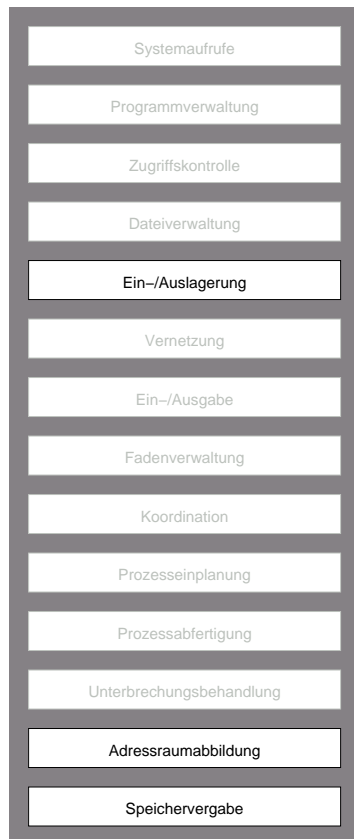 Systemaufrufe
Programmverwaltung
Zugriffskontrolle
Dateiverwaltung
Ein−/Auslagerung
Vernetzung
Ein−/Ausgabe
Fadenverwaltung
Koordination
Prozesseinplanung
Prozessabfertigung
Unterbrechungsbehandlung
Adressraumabbildung
Speichervergabe